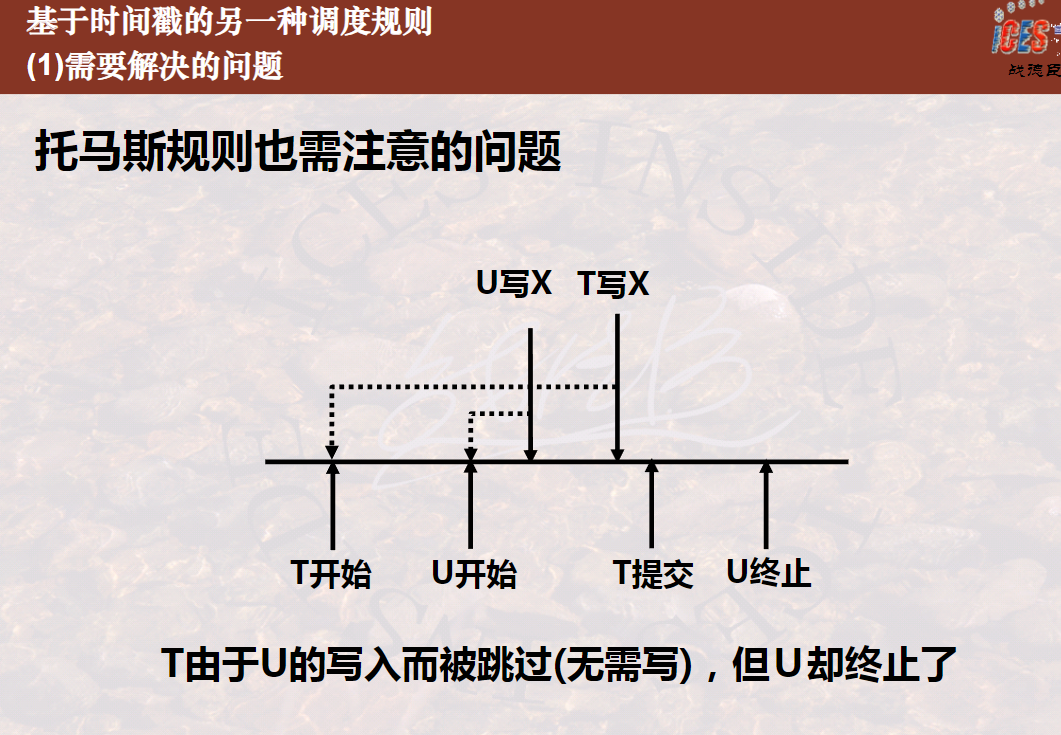 基于时间戳的另一种调度规则
(1)需要解决的问题
iCES
战德臣
托马斯规则也需注意的问题
U写X T写X
T开始 U开始 T提交 U终止
T由于U的写入而被跳过(无需写)，但U却终止了